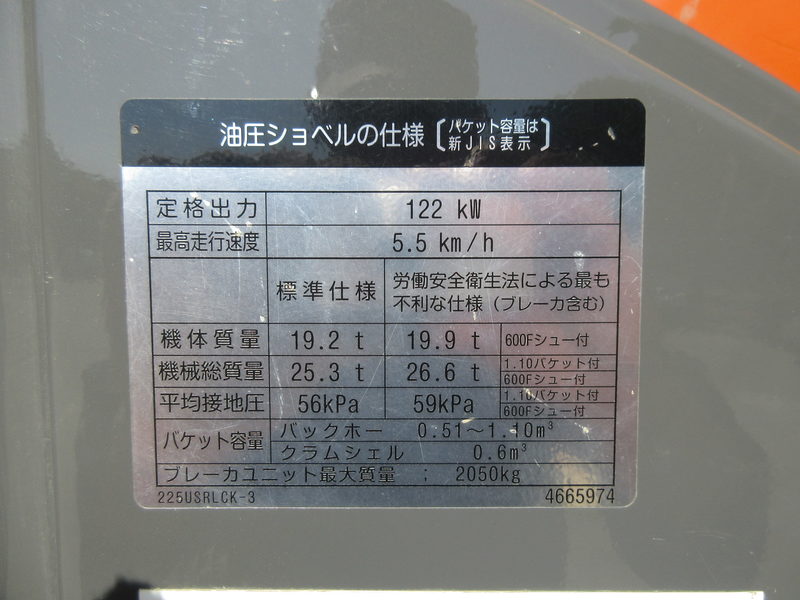 油圧ショベルの仕様〔バケット容量は
新JIS表示〕
定格出力 122 kW
最高走行速度 5.5 km/h
標準仕様 労働安全衛生法による最も
不利な仕様（ブレーカ含む）
機体質量 19.2 t 19.9 t 600Fシュー付
機械総質量 25.3 t 26.6 t 1.10バケット付
600Fシュー付
平均接地圧 56kPa 59kPa 1.10バケット付
600Fシュー付
バケット容量 バックホー 0.51～1.10m³
クラムシェル 0.6m³
ブレーカユニット最大質量 ; 2050kg
225USRLCK-3 4665974